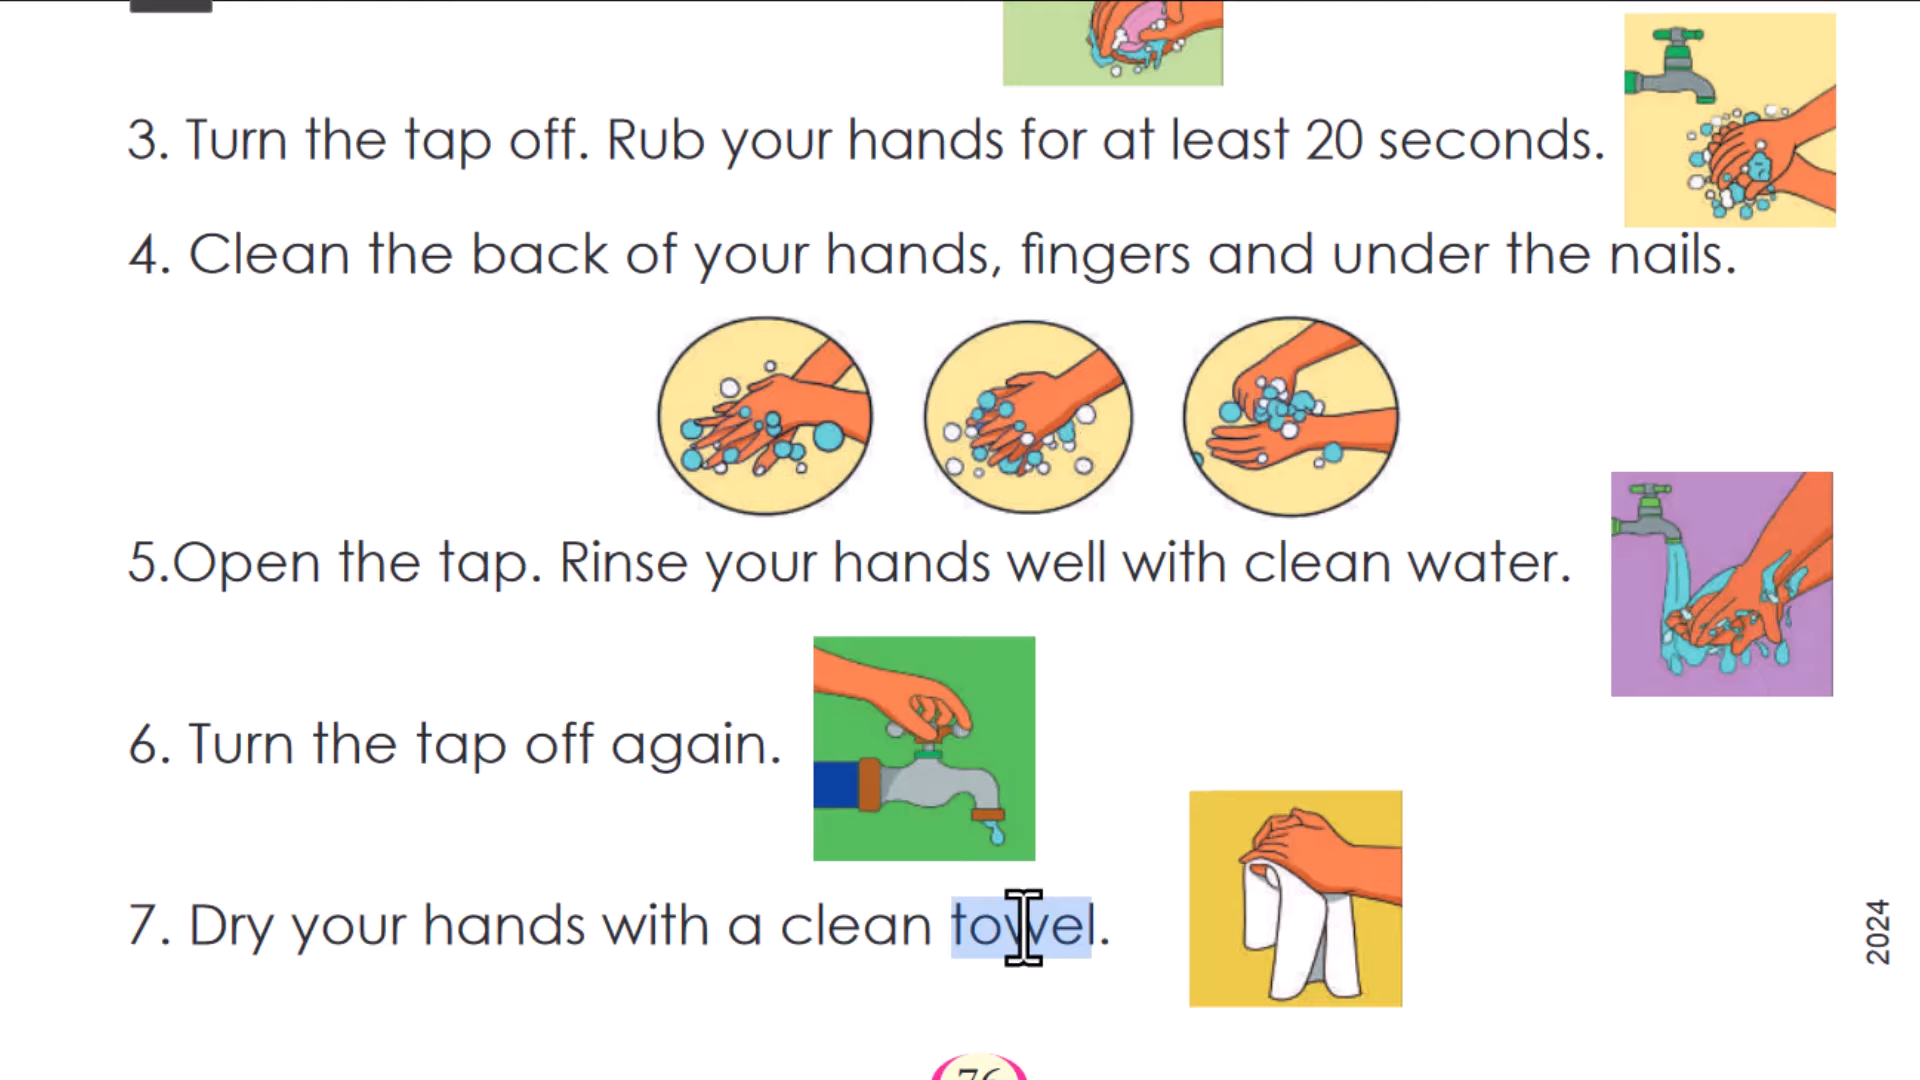 3. Turn the tap off. Rub your hands for at least 20 seconds.
4. Clean the back of your hands, fingers and under the nails.
5.Open the tap. Rinse your hands well with clean water.
6. Turn the tap off again.
7. Dry your hands with a clean towel.
2024
76